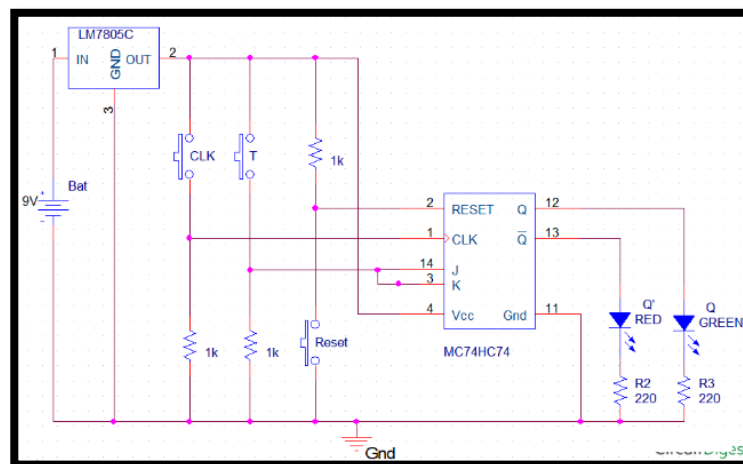 LM7805C
1 IN OUT 2
GND
3
CLK T
1k
Bat
9V
2 RESET Q 12
1 CLK Q 13
14 J
3 K
4 Vcc Gnd 11
MC74HC74
Q' RED
Q GREEN
1k 1k Reset
R2 220
R3 220
Gnd